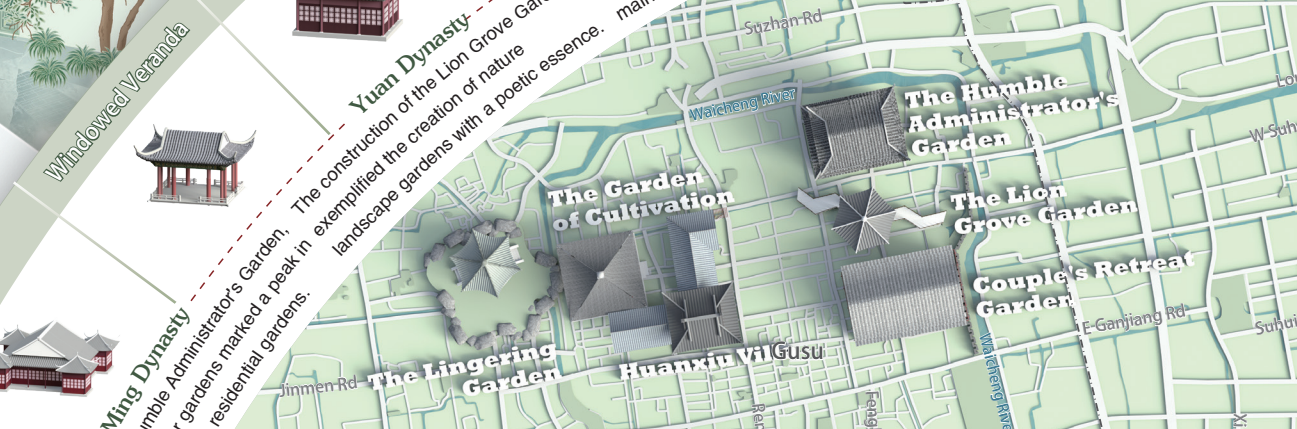 Windowed Veranda
Yuan Dynasty
The construction of the Lion Grove
exemplified the creation of nature
landscape gardens with a poetic essence.
Ming Dynasty
Administrator's Garden,
gardens marked a peak in
residential gardens.
Suzhan Rd
Waicheng River
The Humble
Administrator's
Garden
The Garden
of Cultivation
The Lion
Grove Garden
Couple's Retreat
Garden
E Ganjiang Rd
The Lingering
Garden
Huanxiu Vil
Gusu
Jinmen Rd
Waicheng River